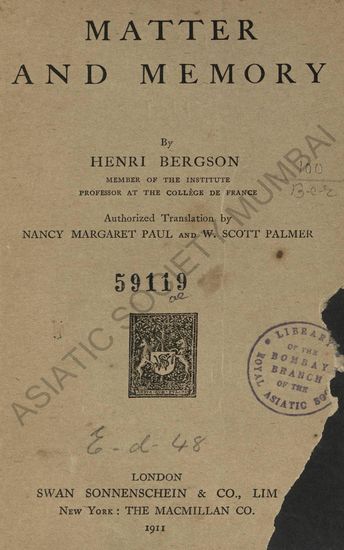 MATTER
AND MEMORY
By
HENRI BERGSON
MEMBER OF THE INSTITUTE
PROFESSOR AT THE COLLÈGE DE FRANCE
100
Authorized Translation by
NANCY MARGARET PAUL AND W. SCOTT PALMER
59119
LIBRARY
OF THE
BOMBAY
BRANCH
OF THE
ROYAL ASIATIC SO
E-d-48
LONDON
SWAN SONNENSCHEIN & CO., LIM
NEW YORK: THE MACMILLAN CO.
1911
ASIATIC SOCIETY MUMBAI